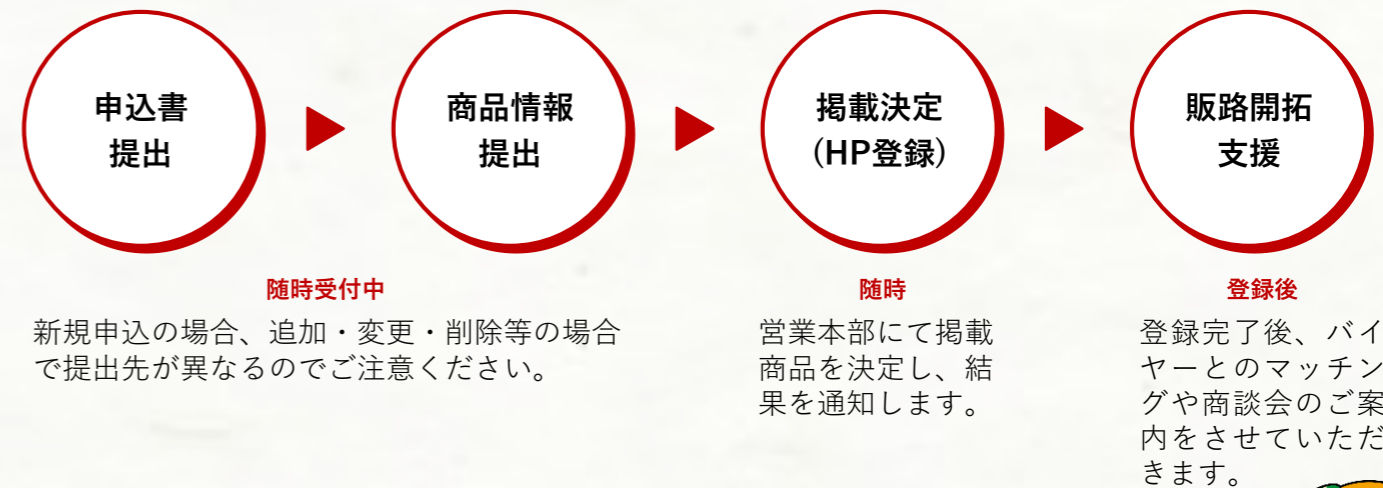 申込書
提出
商品情報
提出
掲載決定
(HP登録)
販路開拓
支援
随時受付中
新規申込の場合、追加・変更・削除等の場合
で提出先が異なるのでご注意ください。
随時
営業本部にて掲載
商品を決定し、結
果を通知します。
登録後
登録完了後、バイ
ヤーとのマッチン
グや商談会のご案
内をさせていただ
きます。